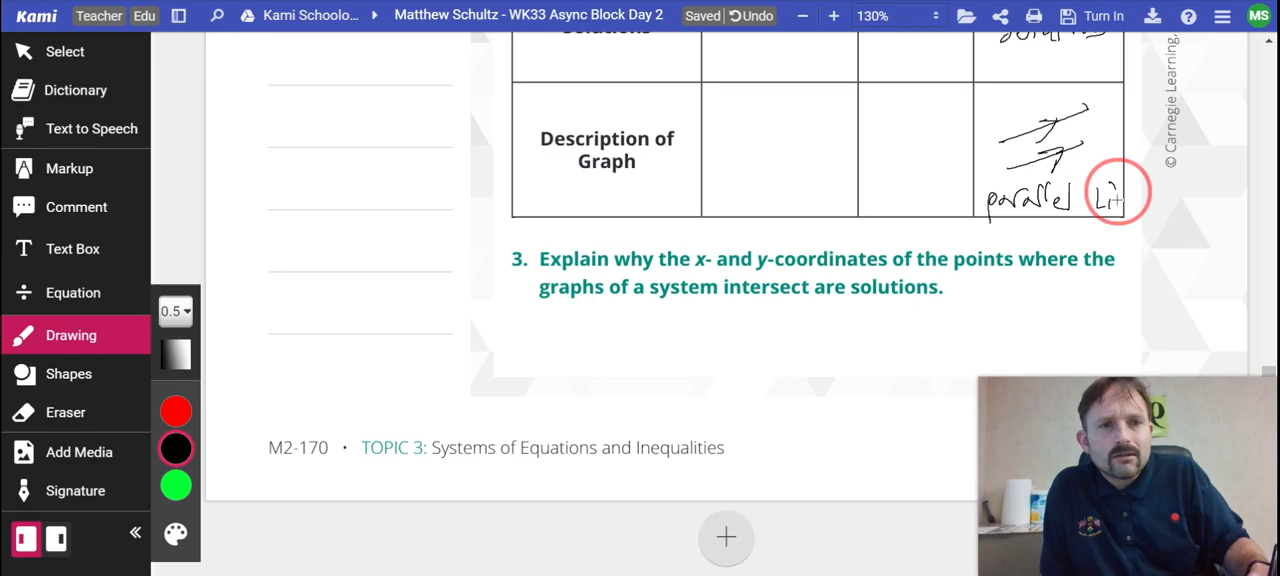 Kami Teacher Edu Kami Schoolo... Matthew Schultz - WK33 Async Block Day 2 Saved Undo 130% Turn In MS
Select
Dictionary
Text to Speech
Markup
Comment
Text Box
Equation
0.5
Drawing
Shapes
Eraser
Add Media
Signature
Description of
Graph
parallel Li
© Carnegie Learning,
3. Explain why the x- and y-coordinates of the points where the
graphs of a system intersect are solutions.
M2-170 • TOPIC 3: Systems of Equations and Inequalities